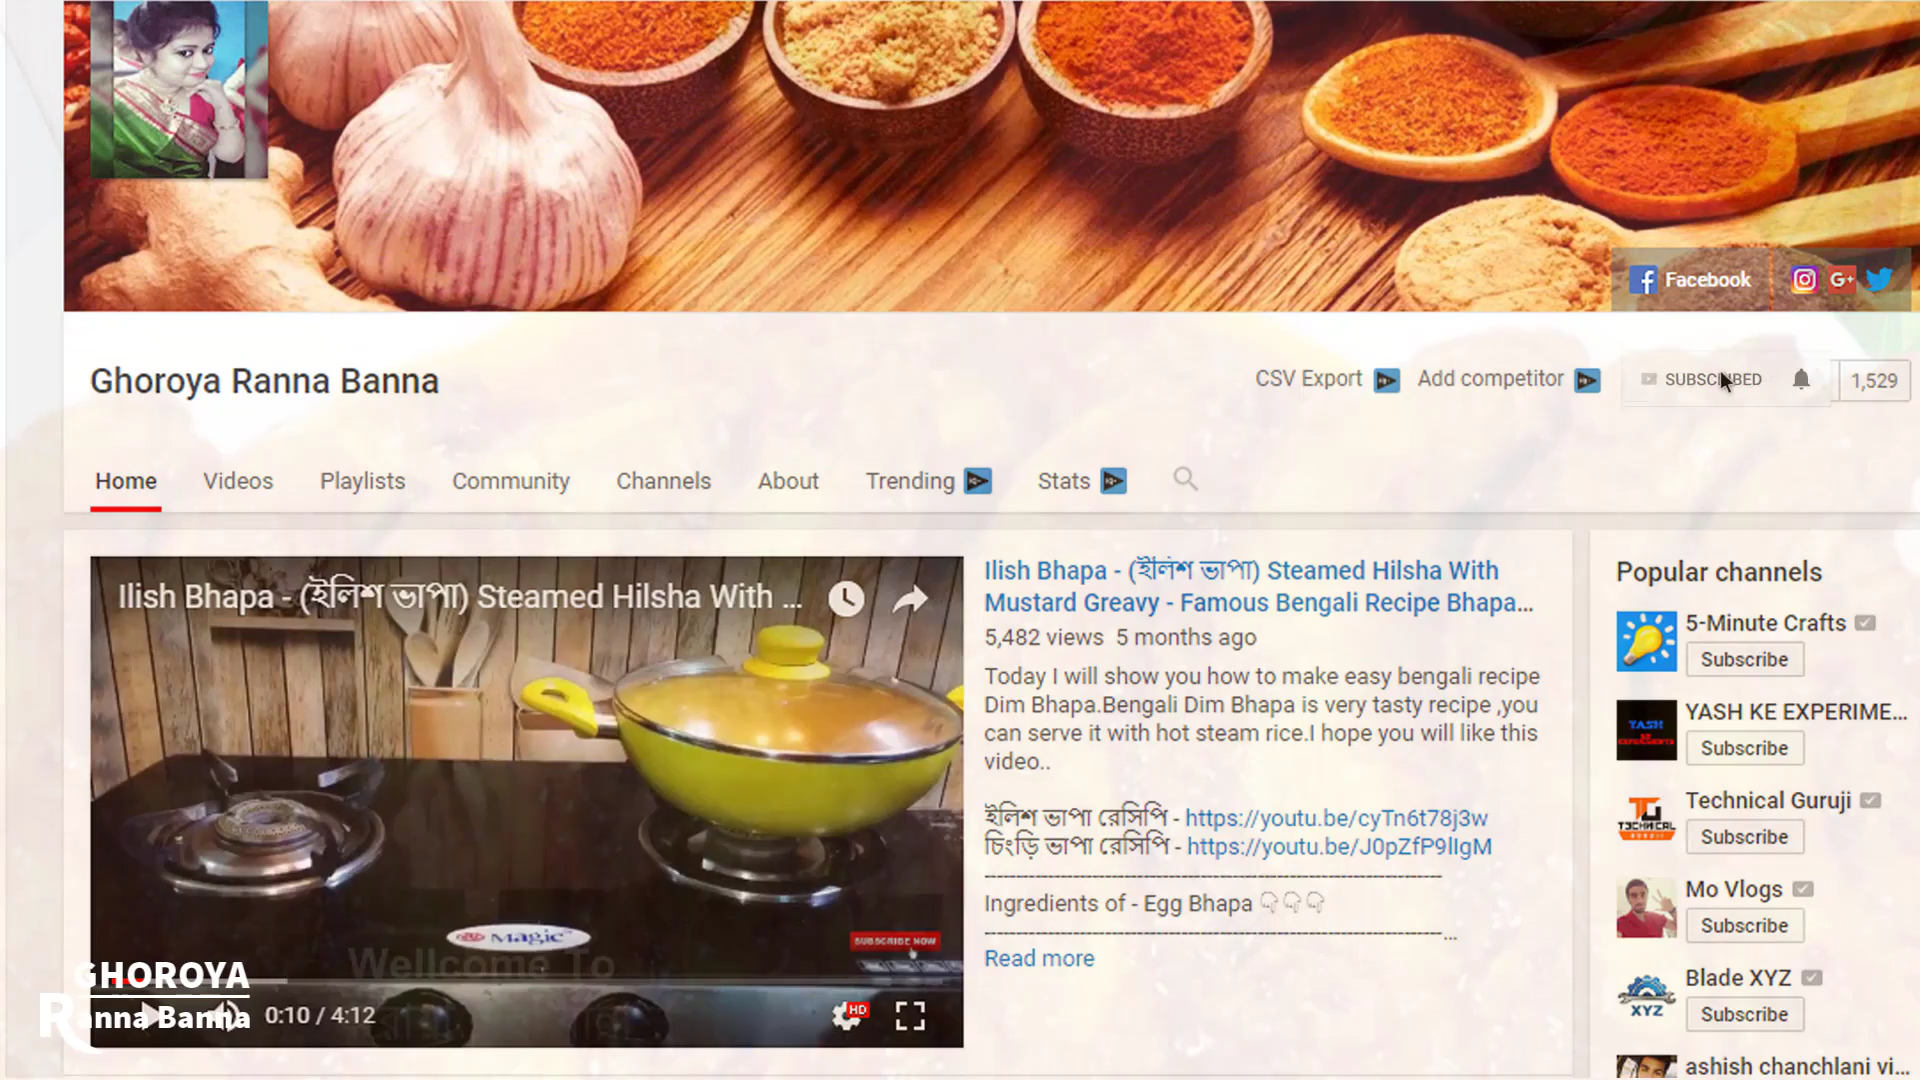 Facebook
Ghoroya Ranna Banna
CSV Export
Add competitor
SUBSCRIBED
1,529
Home
Videos
Playlists
Community
Channels
About
Trending
Stats
Ilish Bhapa - (ইলিশ ভাপা) Steamed Hilsha With ...
SUBSCRIBE NOW
Magic
Wellcome To
GHOROYA
Ranna Banna
0:10 / 4:12
HD
Ilish Bhapa - (ইলিশ ভাপা) Steamed Hilsha With
Mustard Greavy - Famous Bengali Recipe Bhapa...
5,482 views 5 months ago
Today I will show you how to make easy bengali recipe
Dim Bhapa.Bengali Dim Bhapa is very tasty recipe ,you
can serve it with hot steam rice.I hope you will like this
video..
ইলিশ ভাপা রেসিপি - https://youtu.be/cyTn6t78j3w
চিংড়ি ভাপা রেসিপি - https://youtu.be/J0pZfP9lIgM
Ingredients of - Egg Bhapa
...
Read more
Popular channels
5-Minute Crafts
Subscribe
YASH
YASH KE EXPERIME...
Subscribe
Technical Guruji
Subscribe
Mo Vlogs
Subscribe
XYZ
Blade XYZ
Subscribe
ashish chanchlani vi...